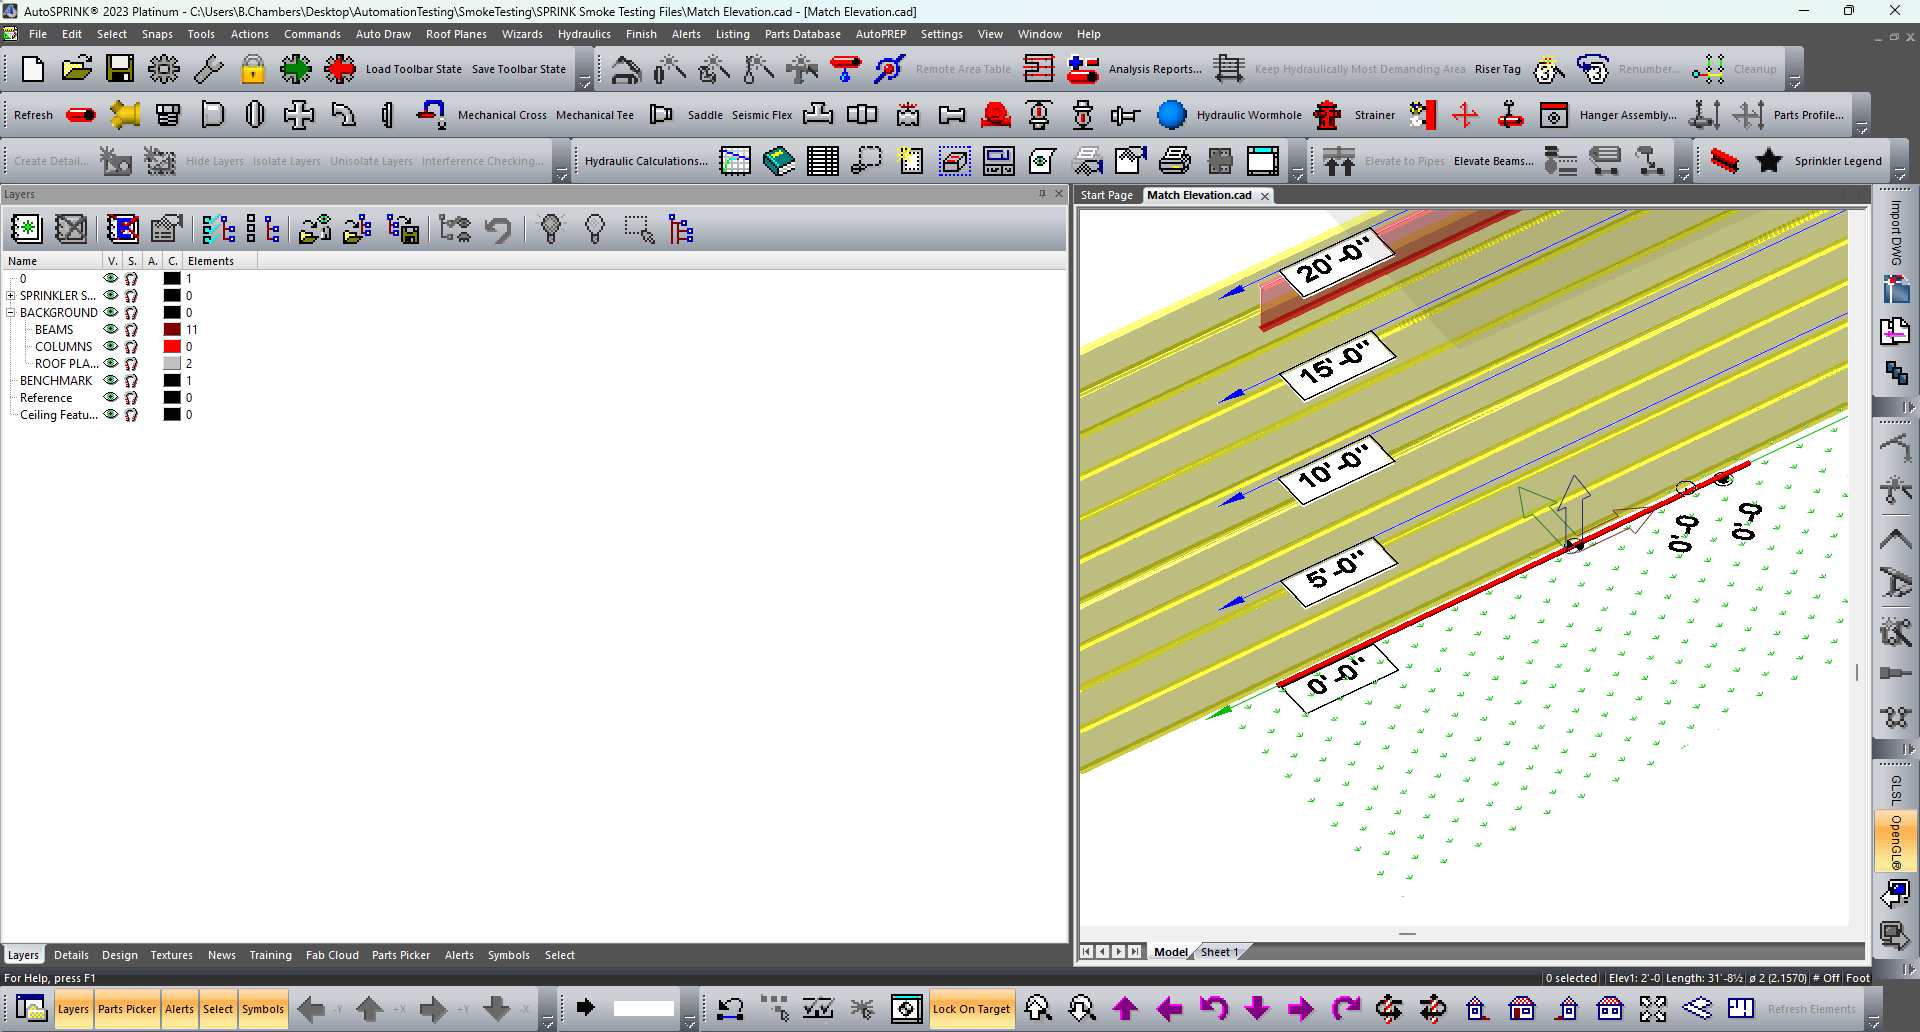 AutoSPRINK® 2023 Platinum - C:\Users\B.Chambers\Desktop\AutomationTesting\SmokeTesting\SPRINK Smoke Testing Files\Match Elevation.cad - [Match Elevation.cad]
File Edit Select Snaps Tools Actions Commands Auto Draw Roof Planes Wizards Hydraulics Finish Alerts Listing Parts Database AutoPREP Settings View Window Help
Load Toolbar State Save Toolbar State Remote Area Table Analysis Reports... Keep Hydraulically Most Demanding Area Riser Tag Renumber... Cleanup
Refresh Mechanical Cross Mechanical Tee Saddle Seismic Flex Hydraulic Wormhole Strainer Hanger Assembly... Parts Profile...
Create Detail... Hide Layers Isolate Layers Unisolate Layers Interference Checking... Hydraulic Calculations... Elevate to Pipes Elevate Beams... Sprinkler Legend
Layers
Start Page Match Elevation.cad
Name V. S. A. C. Elements
0 1
SPRINKLER S... 0
BACKGROUND 0
BEAMS 11
COLUMNS 0
ROOF PLA... 2
BENCHMARK 1
Reference 0
Ceiling Featu... 0
20'-0"
15'-0"
10'-0"
5'-0"
0'-0"
0'-0
0'-0
Import DWG
GLSL
OpenGL®
Model Sheet 1
Layers Details Design Textures News Training Fab Cloud Parts Picker Alerts Symbols Select
For Help, press F1
0 selected Elev1: 2'-0 Length: 31'-8½ ø 2 (2.1570) # Off Foot
Layers Parts Picker Alerts Select Symbols -Y +X +Y -X Lock On Target Refresh Elements